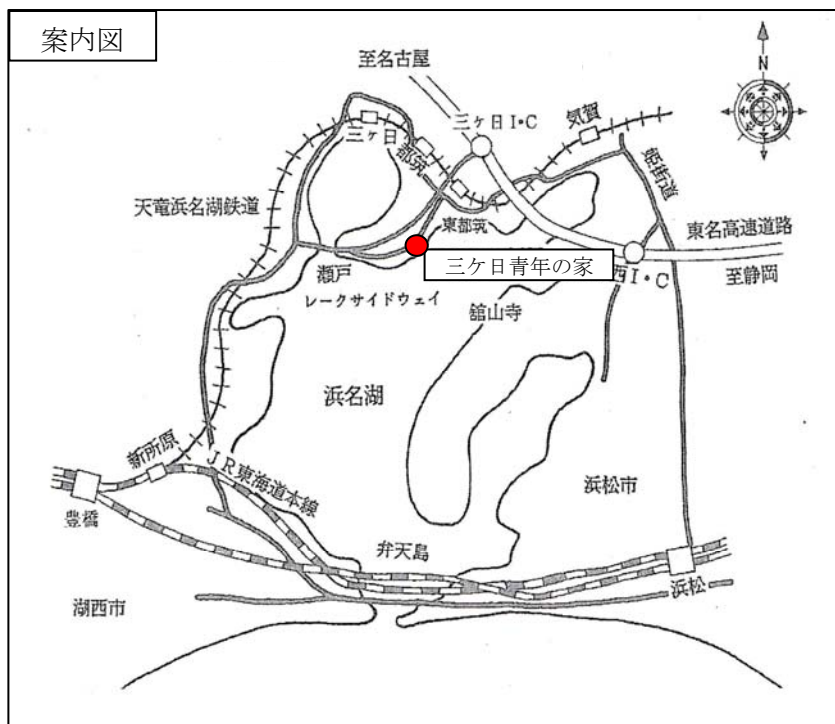 案内図
至名古屋
N
三ヶ日I・C
気賀
三ヶ日
都筑
姫街道
天竜浜名湖鉄道
東都筑
東名高速道路
三ケ日青年の家
瀬戸
西I・C
至静岡
レークサイドウェイ
舘山寺
浜名湖
新所原
JR東海道本線
浜松市
豊橋
弁天島
浜松
湖西市